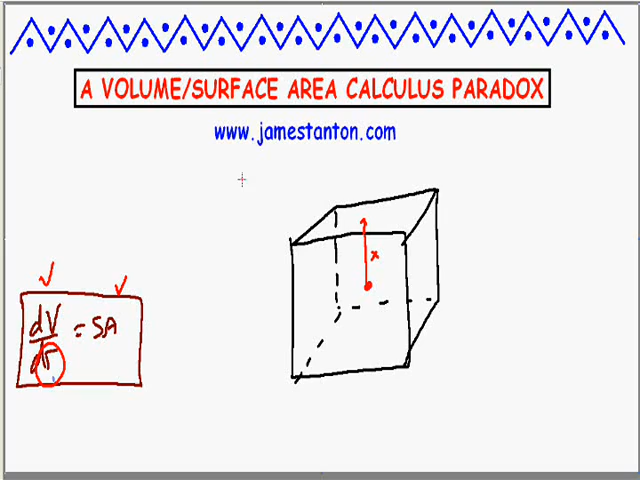 A VOLUME/SURFACE AREA CALCULUS PARADOX
www.jamestanton.com
x
dV
dr
= SA